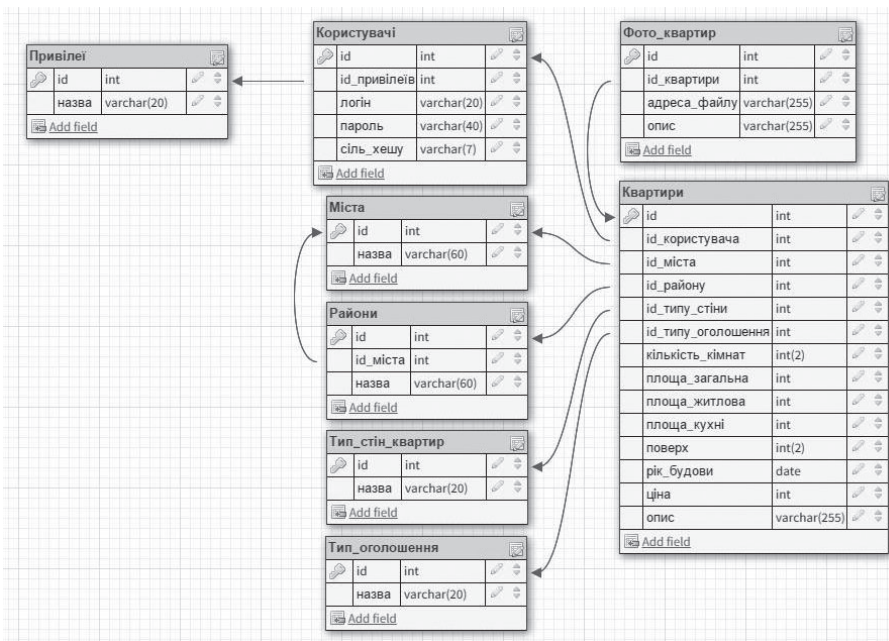 Привілеї
id int
назва varchar(20)
Add field
Користувачі
id int
id_привілеїв int
логін varchar(20)
пароль varchar(40)
сіль_хешу varchar(7)
Add field
Міста
id int
назва varchar(60)
Add field
Райони
id int
id_міста int
назва varchar(60)
Add field
Тип_стін_квартир
id int
назва varchar(20)
Add field
Тип_оголошення
id int
назва varchar(20)
Add field
Фото_квартир
id int
id_квартири int
адреса_файлу varchar(255)
опис varchar(255)
Add field
Квартири
id int
id_користувача int
id_міста int
id_району int
id_типу_стіни int
id_типу_оголошення int
кількість_кімнат int(2)
площа_загальна int
площа_житлова int
площа_кухні int
поверх int(2)
рік_будови date
ціна int
опис varchar(255)
Add field